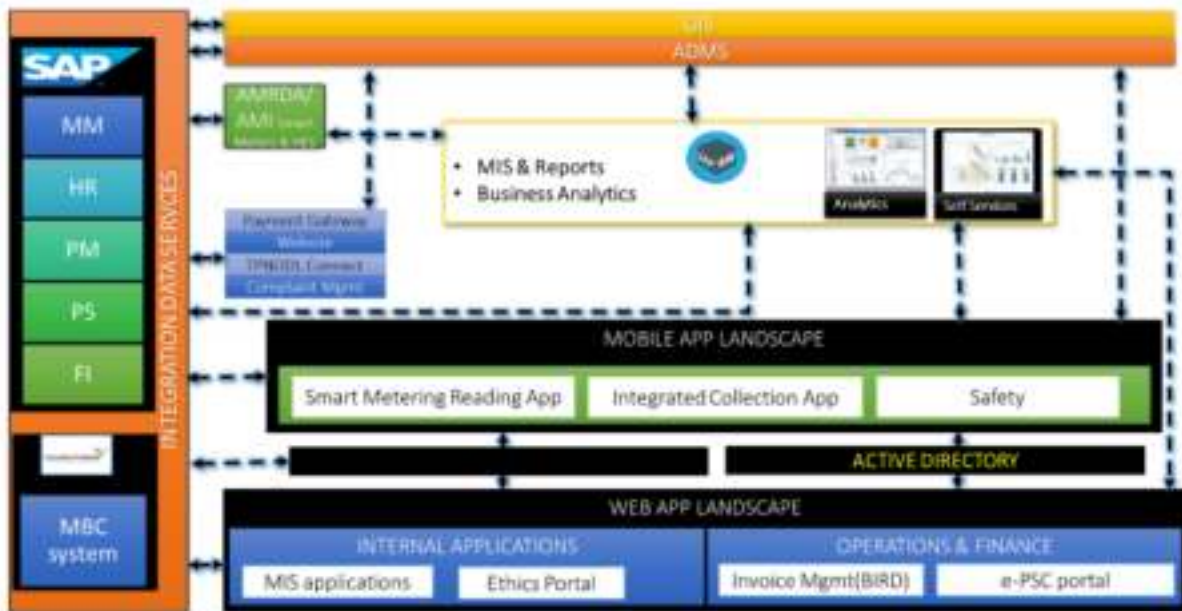 GIS
ADMS
SAP
MM
HR
PM
PS
FI
INTEGRATION DATA SERVICES
MBC
system
AMRDA/
AMI Smart
• MIS & Reports
• Business Analytics
Analytics
Self Services
Payment Gateway
Website
Complaint Mgmt
MOBILE APP LANDSCAPE
Smart Metering Reading App
Integrated Collection App
Safety
ACTIVE DIRECTORY
WEB APP LANDSCAPE
INTERNAL APPLICATIONS
MIS applications
Ethics Portal
OPERATIONS & FINANCE
Invoice Mgmt(BIRD)
e-PSC portal